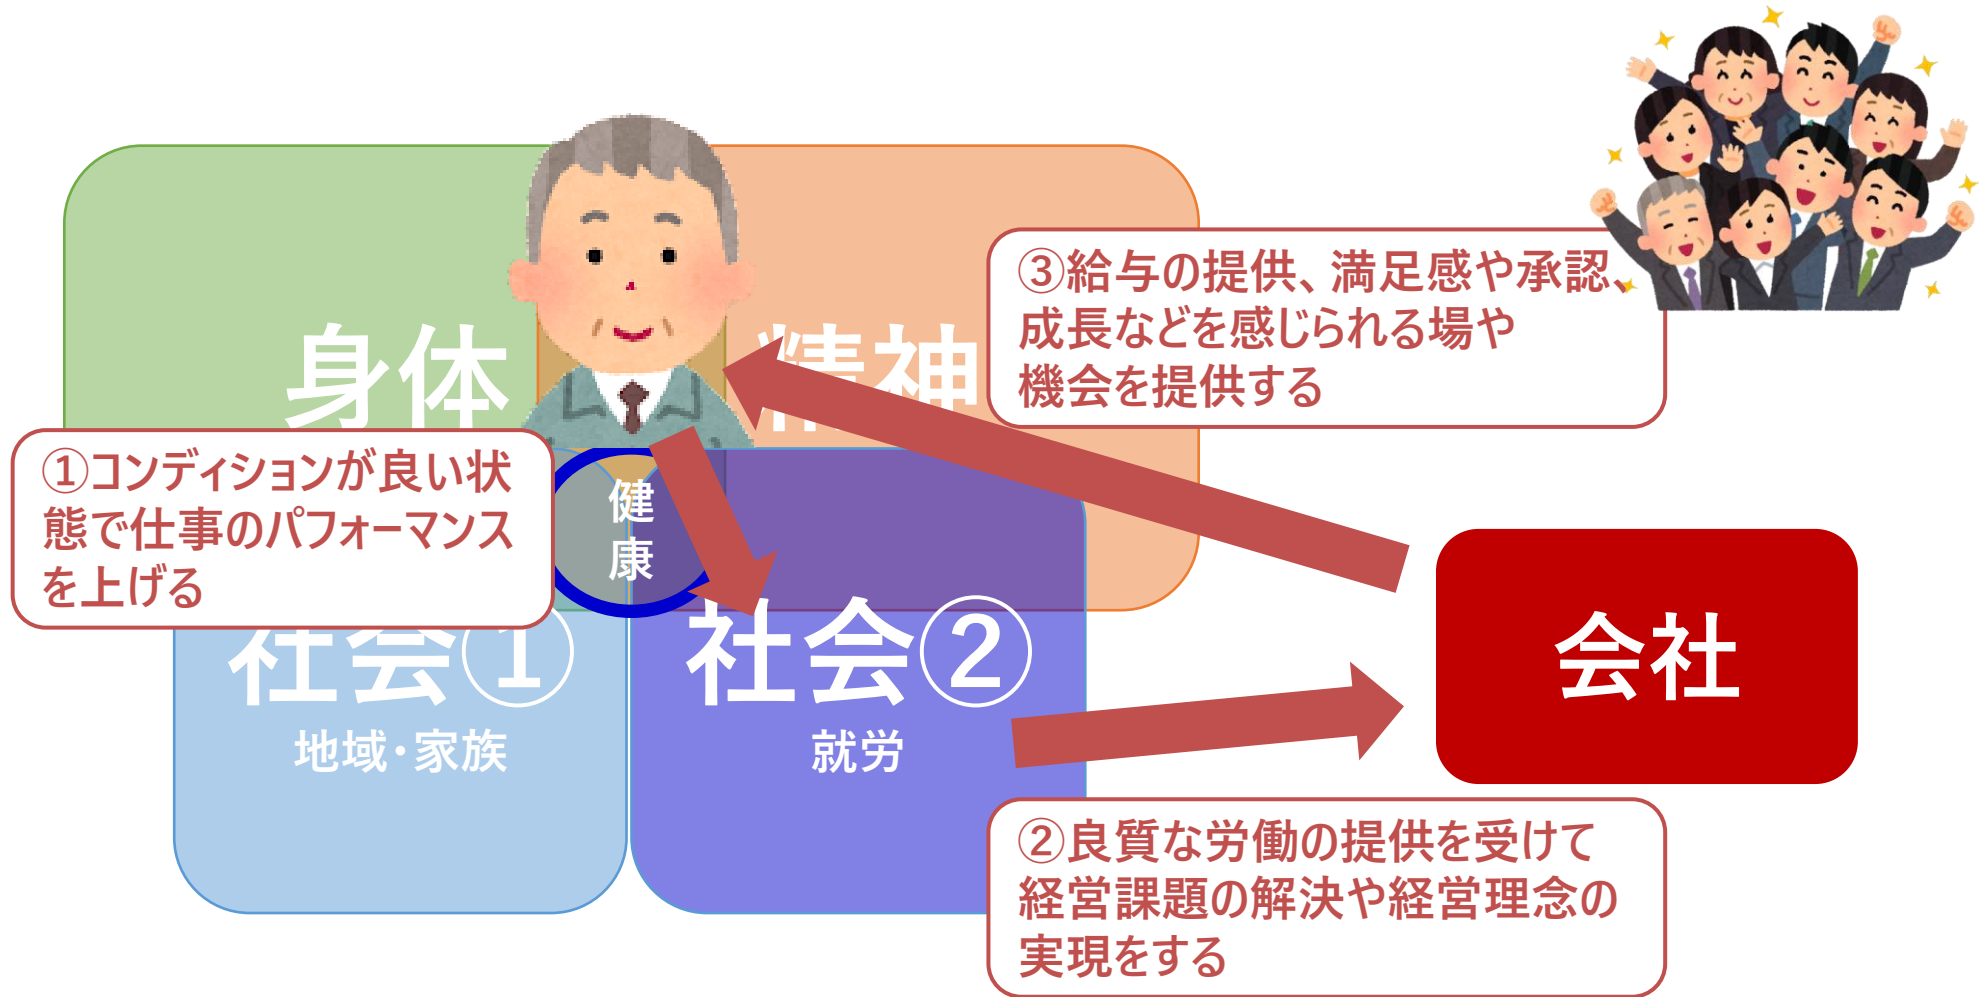 身体
精神
③給与の提供、満足感や承認、
成長などを感じられる場や
機会を提供する
①コンディションが良い状
態で仕事のパフォーマンス
を上げる
健
康
社会①
地域・家族
社会②
就労
会社
②良質な労働の提供を受けて
経営課題の解決や経営理念の
実現をする